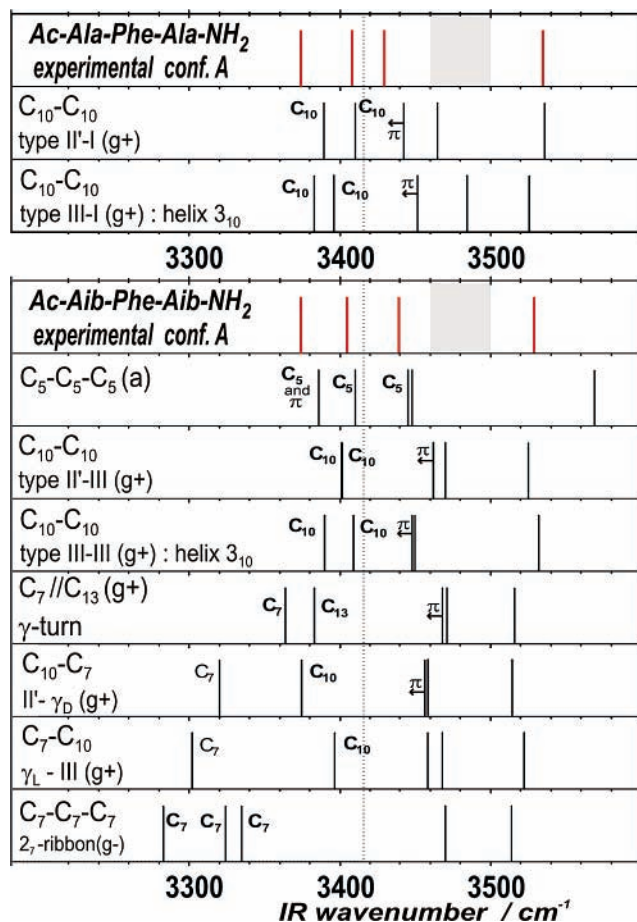 Ac-Ala-Phe-Ala-NH₂
experimental conf. A
C₁₀-C₁₀
type II'-I (g+)
C₁₀ C₁₀ π
C₁₀-C₁₀
type III-I (g+) : helix 3₁₀
C₁₀ C₁₀ π
3300 3400 3500
Ac-Aib-Phe-Aib-NH₂
experimental conf. A
C₅-C₅-C₅ (a)
C₅ and π C₅ C₅
C₁₀-C₁₀
type II'-III (g+)
C₁₀ C₁₀ π
C₁₀-C₁₀
type III-III (g+) : helix 3₁₀
C₁₀ C₁₀ π
C₇//C₁₃ (g+)
γ-turn
C₇ C₁₃ π
C₁₀-C₇
II'- γ_D (g+)
C₇ C₁₀ π
C₇-C₁₀
γ_L - III (g+)
C₇ C₁₀
C₇-C₇-C₇
2₇-ribbon(g-)
C₇ C₇ C₇
3300 3400 3500
IR wavenumber / cm⁻¹